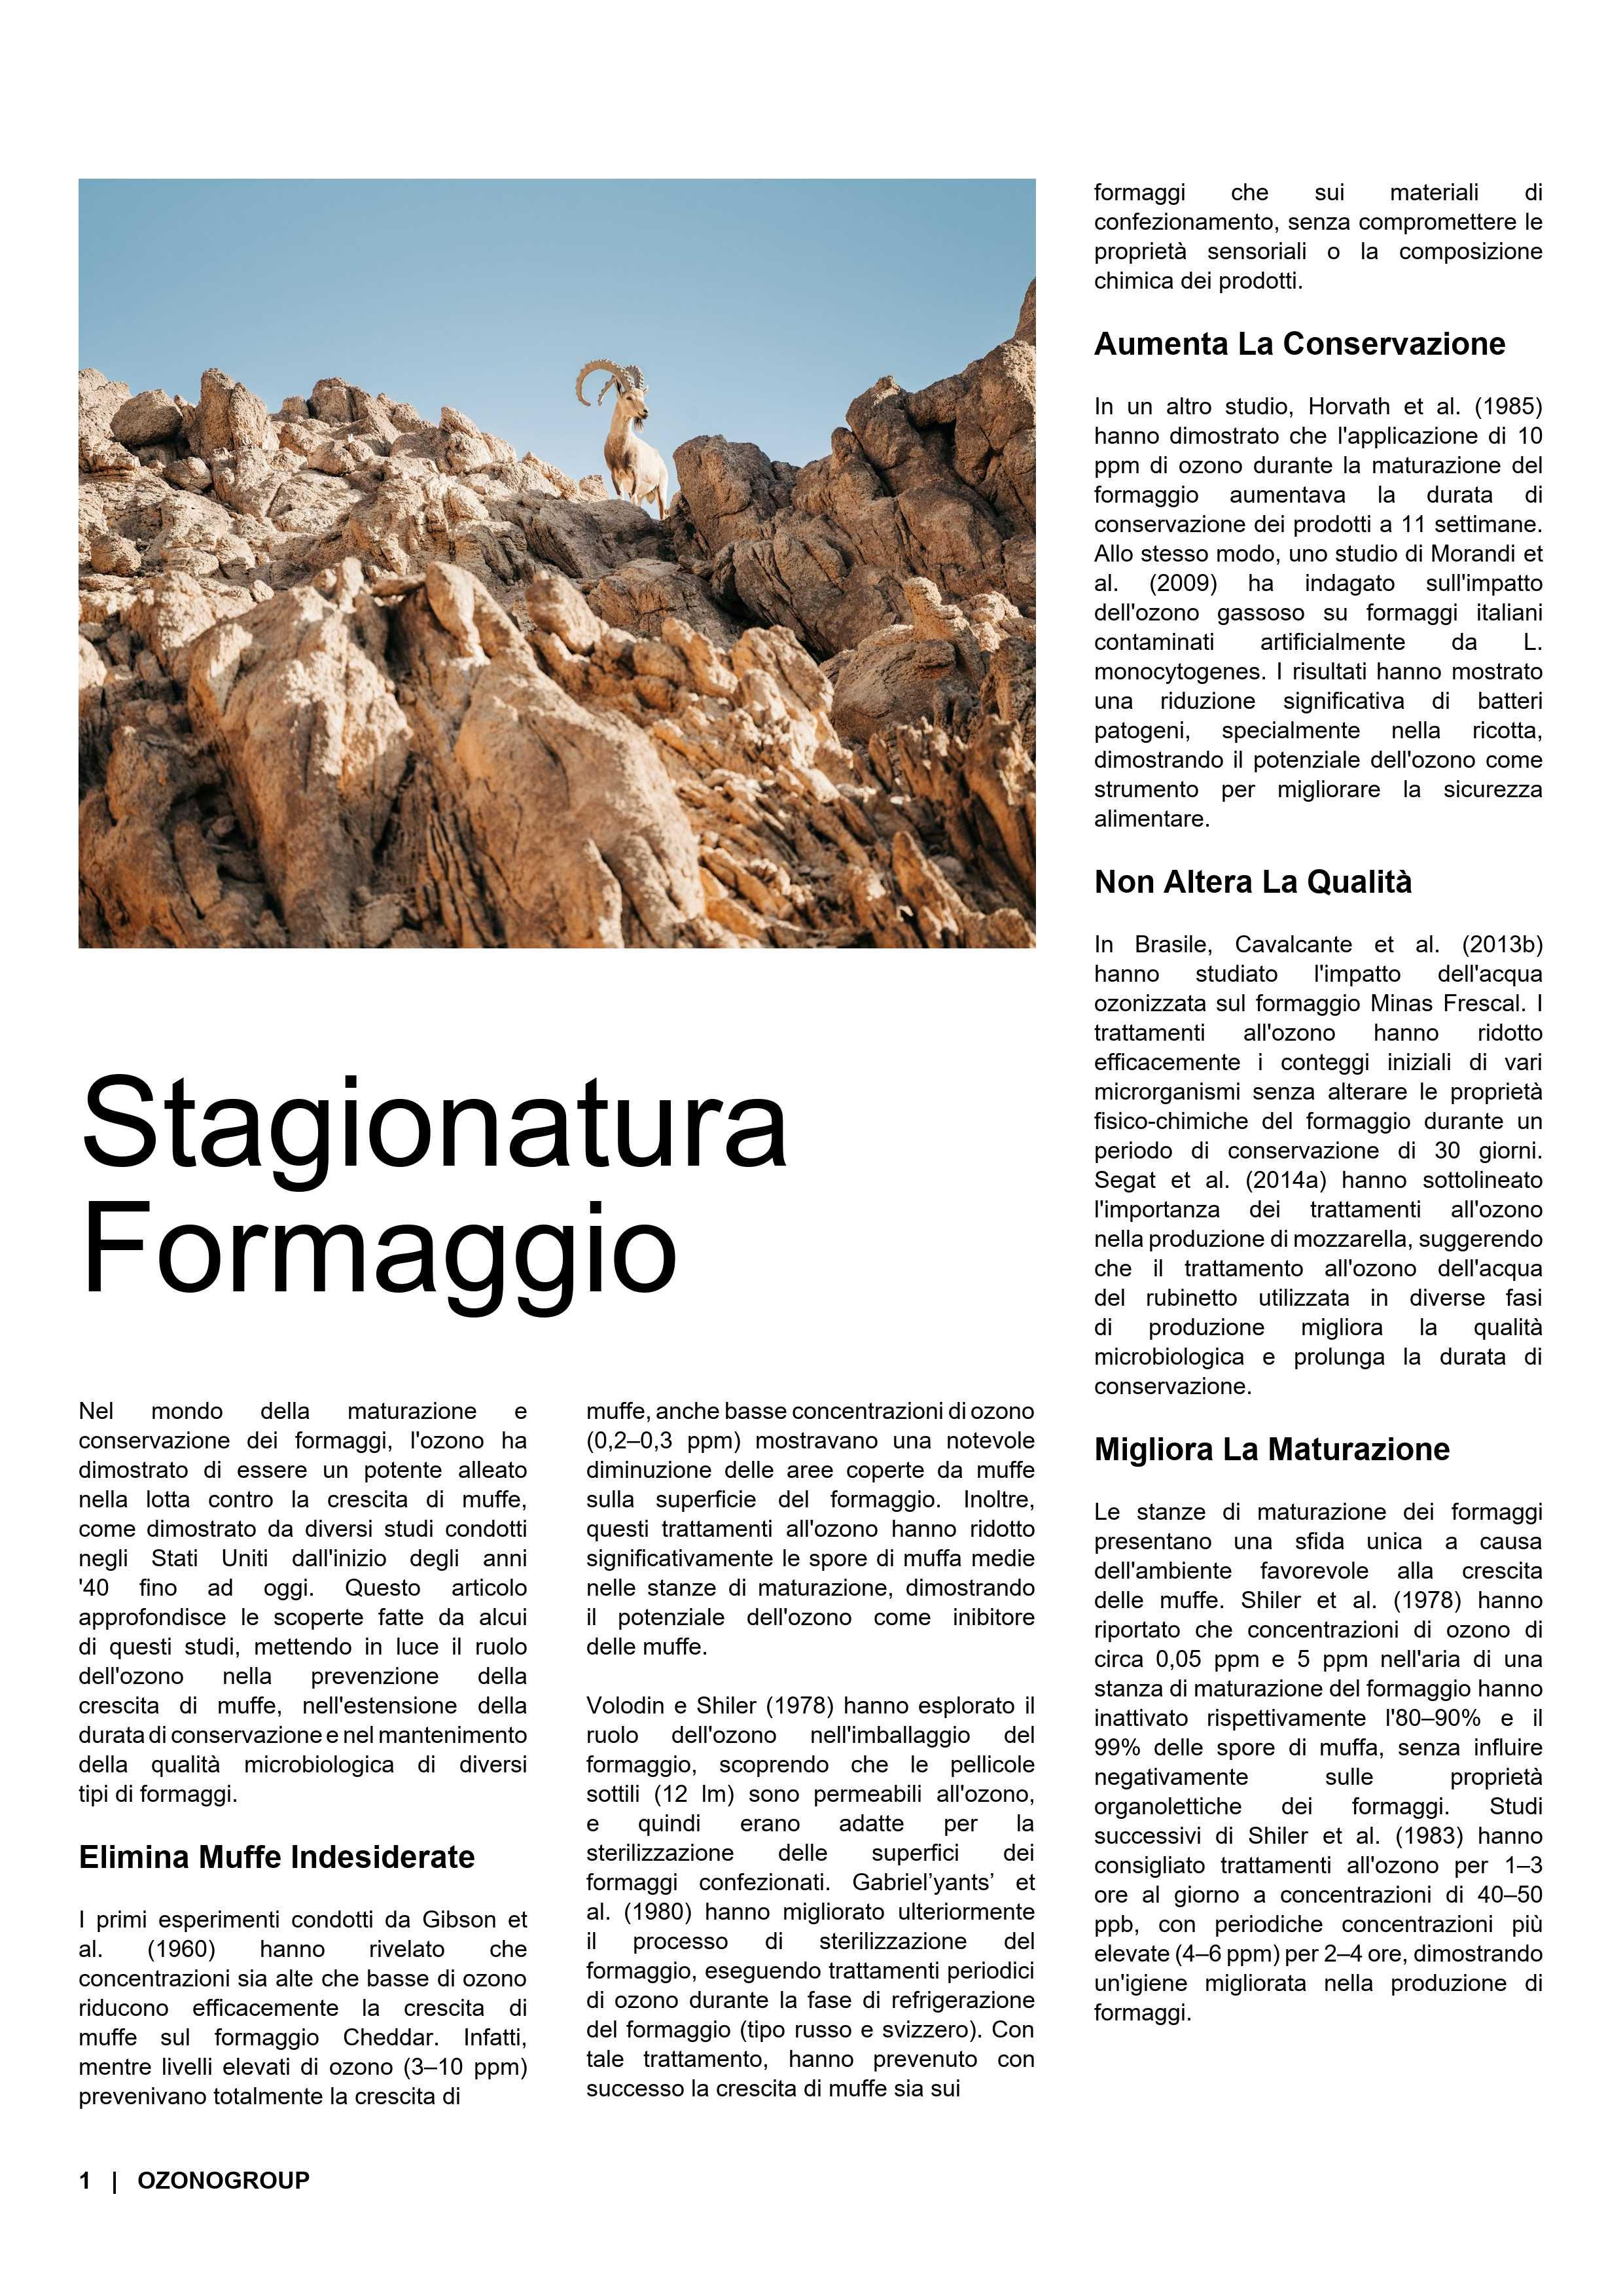 Stagionatura
Formaggio
Nel mondo della maturazione e
conservazione dei formaggi, l'ozono ha
dimostrato di essere un potente alleato
nella lotta contro la crescita di muffe,
come dimostrato da diversi studi condotti
negli Stati Uniti dall'inizio degli anni
'40 fino ad oggi. Questo articolo
approfondisce le scoperte fatte da alcui
di questi studi, mettendo in luce il ruolo
dell'ozono nella prevenzione della
crescita di muffe, nell'estensione della
durata di conservazione e nel mantenimento
della qualità microbiologica di diversi
tipi di formaggi.
Elimina Muffe Indesiderate
I primi esperimenti condotti da Gibson et
al. (1960) hanno rivelato che
concentrazioni sia alte che basse di ozono
riducono efficacemente la crescita di
muffe sul formaggio Cheddar. Infatti,
mentre livelli elevati di ozono (3–10 ppm)
prevenivano totalmente la crescita di
muffe, anche basse concentrazioni di ozono
(0,2–0,3 ppm) mostravano una notevole
diminuzione delle aree coperte da muffe
sulla superficie del formaggio. Inoltre,
questi trattamenti all'ozono hanno ridotto
significativamente le spore di muffa medie
nelle stanze di maturazione, dimostrando
il potenziale dell'ozono come inibitore
delle muffe.
Volodin e Shiler (1978) hanno esplorato il
ruolo dell'ozono nell'imballaggio del
formaggio, scoprendo che le pellicole
sottili (12 lm) sono permeabili all'ozono,
e quindi erano adatte per la
sterilizzazione delle superfici dei
formaggi confezionati. Gabriel’yants’ et
al. (1980) hanno migliorato ulteriormente
il processo di sterilizzazione del
formaggio, eseguendo trattamenti periodici
di ozono durante la fase di refrigerazione
del formaggio (tipo russo e svizzero). Con
tale trattamento, hanno prevenuto con
successo la crescita di muffe sia sui
formaggi che sui materiali di
confezionamento, senza compromettere le
proprietà sensoriali o la composizione
chimica dei prodotti.
Aumenta La Conservazione
In un altro studio, Horvath et al. (1985)
hanno dimostrato che l'applicazione di 10
ppm di ozono durante la maturazione del
formaggio aumentava la durata di
conservazione dei prodotti a 11 settimane.
Allo stesso modo, uno studio di Morandi et
al. (2009) ha indagato sull'impatto
dell'ozono gassoso su formaggi italiani
contaminati artificialmente da L.
monocytogenes. I risultati hanno mostrato
una riduzione significativa di batteri
patogeni, specialmente nella ricotta,
dimostrando il potenziale dell'ozono come
strumento per migliorare la sicurezza
alimentare.
Non Altera La Qualità
In Brasile, Cavalcante et al. (2013b)
hanno studiato l'impatto dell'acqua
ozonizzata sul formaggio Minas Frescal. I
trattamenti all'ozono hanno ridotto
efficacemente i conteggi iniziali di vari
microrganismi senza alterare le proprietà
fisico-chimiche del formaggio durante un
periodo di conservazione di 30 giorni.
Segat et al. (2014a) hanno sottolineato
l'importanza dei trattamenti all'ozono
nella produzione di mozzarella, suggerendo
che il trattamento all'ozono dell'acqua
del rubinetto utilizzata in diverse fasi
di produzione migliora la qualità
microbiologica e prolunga la durata di
conservazione.
Migliora La Maturazione
Le stanze di maturazione dei formaggi
presentano una sfida unica a causa
dell'ambiente favorevole alla crescita
delle muffe. Shiler et al. (1978) hanno
riportato che concentrazioni di ozono di
circa 0,05 ppm e 5 ppm nell'aria di una
stanza di maturazione del formaggio hanno
inattivato rispettivamente l'80–90% e il
99% delle spore di muffa, senza influire
negativamente sulle proprietà
organolettiche dei formaggi. Studi
successivi di Shiler et al. (1983) hanno
consigliato trattamenti all'ozono per 1–3
ore al giorno a concentrazioni di 40–50
ppb, con periodiche concentrazioni più
elevate (4–6 ppm) per 2–4 ore, dimostrando
un'igiene migliorata nella produzione di
formaggi.
1 | OZONOGROUP